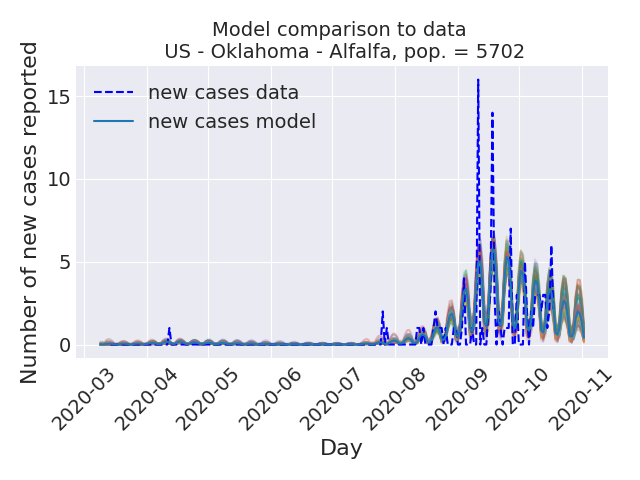 Model comparison to data
US - Oklahoma - Alfalfa, pop. = 5702
Number of new cases reported
15
10
5
0
new cases data
new cases model
2020-03
2020-04
2020-05
2020-06
2020-07
2020-08
2020-09
2020-10
2020-11
Day